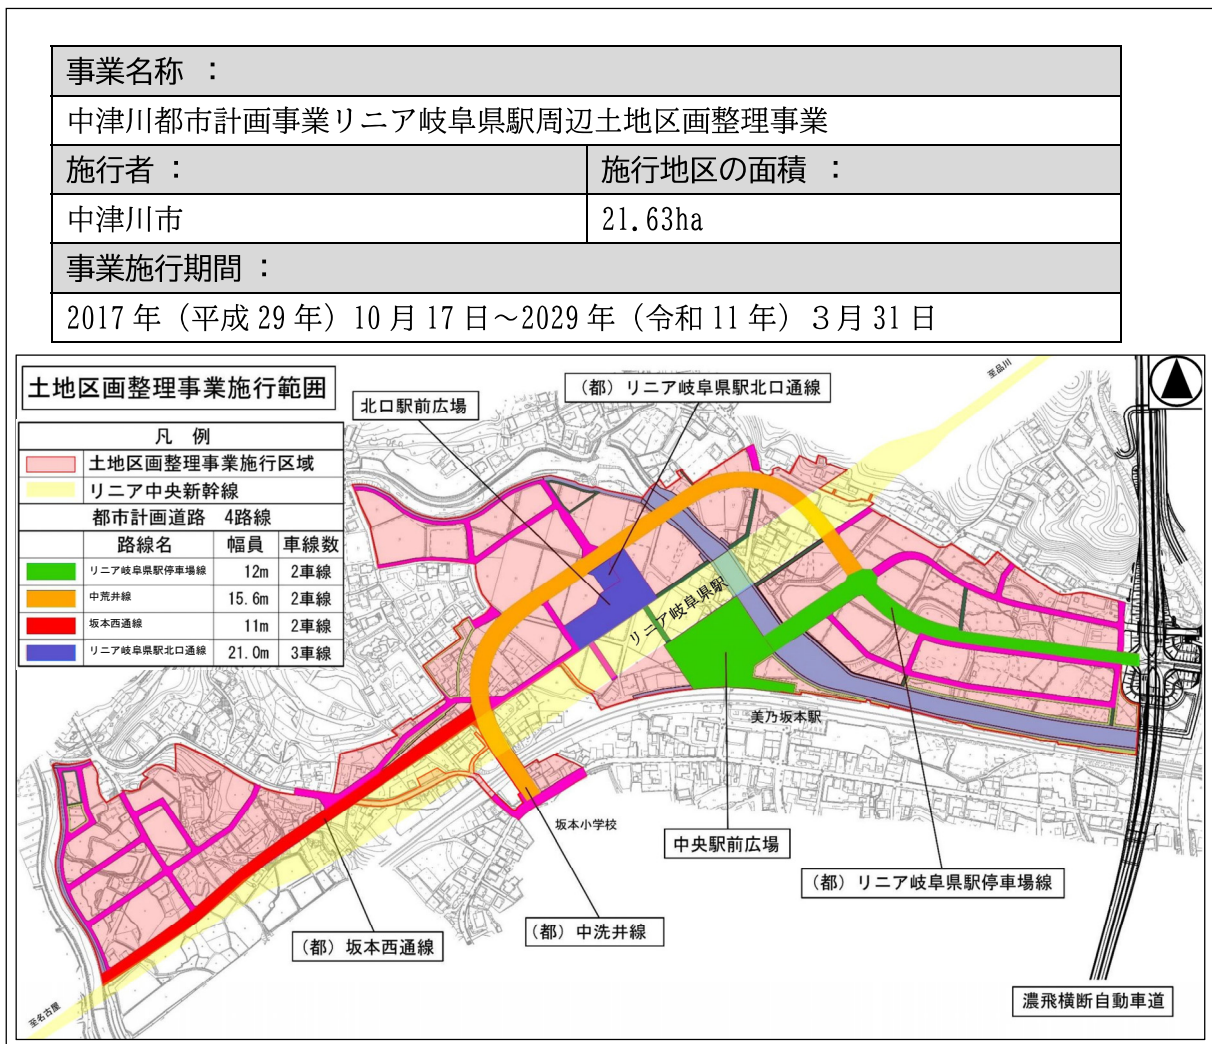 事業名称 ：
中津川都市計画事業リニア岐阜県駅周辺土地区画整理事業
施行者 ：
施行地区の面積 ：
中津川市
21.63ha
事業施行期間 ：
2017年（平成29年）10月17日～2029年（令和11年）３月31日
土地区画整理事業施行範囲
凡 例
土地区画整理事業施行区域
リニア中央新幹線
都市計画道路 4路線
路線名 幅員 車線数
リニア岐阜県駅停車場線 12m 2車線
中荒井線 15.6m 2車線
坂本西通線 11m 2車線
リニア岐阜県駅北口通線 21.0m 3車線
北口駅前広場
（都）リニア岐阜県駅北口通線
至品川
リニア岐阜県駅
美乃坂本駅
坂本小学校
中央駅前広場
（都）リニア岐阜県駅停車場線
（都）中洗井線
（都）坂本西通線
至名古屋
濃飛横断自動車道